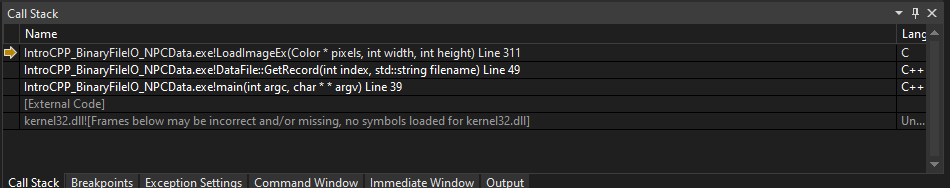 Call Stack
Name Lang
IntroCPP_BinaryFileIO_NPCData.exe!LoadImageEx(Color * pixels, int width, int height) Line 311 C
IntroCPP_BinaryFileIO_NPCData.exe!DataFile::GetRecord(int index, std::string filename) Line 49 C++
IntroCPP_BinaryFileIO_NPCData.exe!main(int argc, char * * argv) Line 39 C++
[External Code]
kernel32.dll![Frames below may be incorrect and/or missing, no symbols loaded for kernel32.dll] Un...
Call Stack Breakpoints Exception Settings Command Window Immediate Window Output